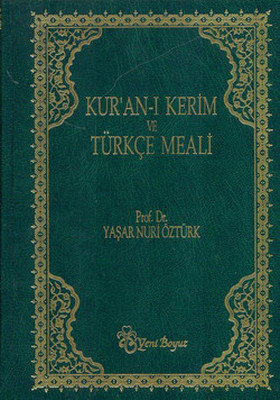 KUR'AN-I KERİM
VE
TÜRKÇE MEALİ
Prof. Dr.
YAŞAR NURİ ÖZTÜRK
Yeni Boyut